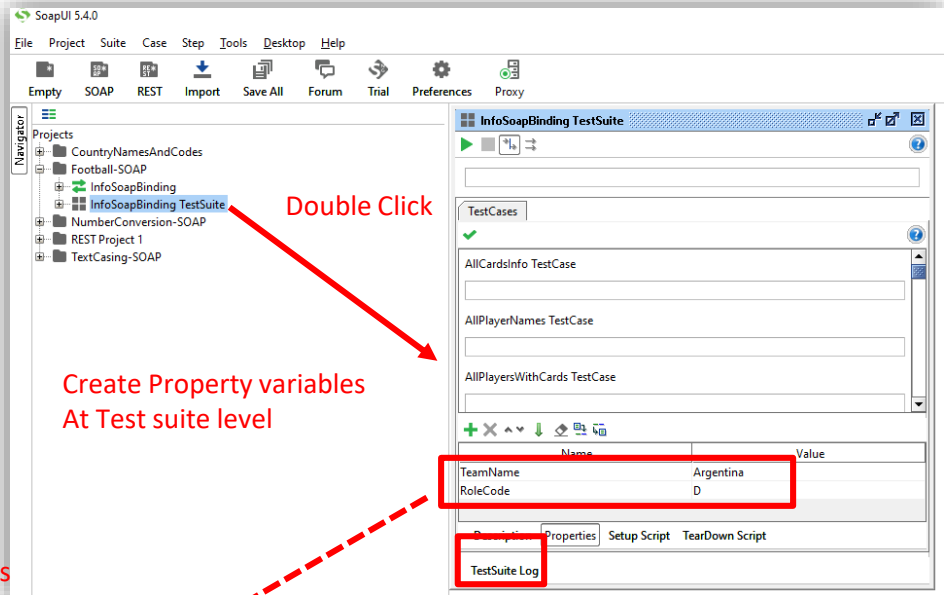 SoapUI 5.4.0
File Project Suite Case Step Tools Desktop Help
Empty SOAP REST Import Save All Forum Trial Preferences Proxy
Navigator
Projects
CountryNamesAndCodes
Football-SOAP
InfoSoapBinding
InfoSoapBinding TestSuite
NumberConversion-SOAP
REST Project 1
TextCasing-SOAP
Double Click
Create Property variables
At Test suite level
s
InfoSoapBinding TestSuite
TestCases
AllCardsInfo TestCase
AllPlayerNames TestCase
AllPlayersWithCards TestCase
Name Value
TeamName Argentina
RoleCode D
Description Properties Setup Script TearDown Script
TestSuite Log